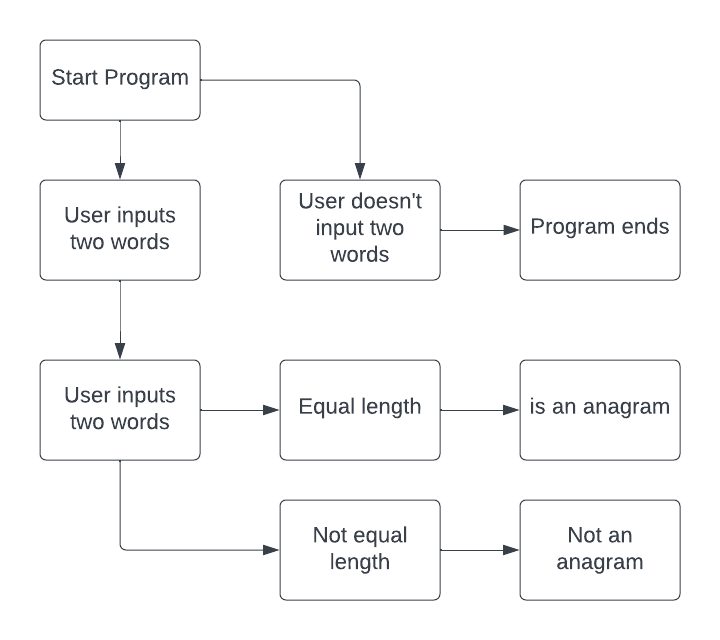 Start Program
User inputs
two words
User doesn't
input two
words
Program ends
User inputs
two words
Equal length
is an anagram
Not equal
length
Not an
anagram